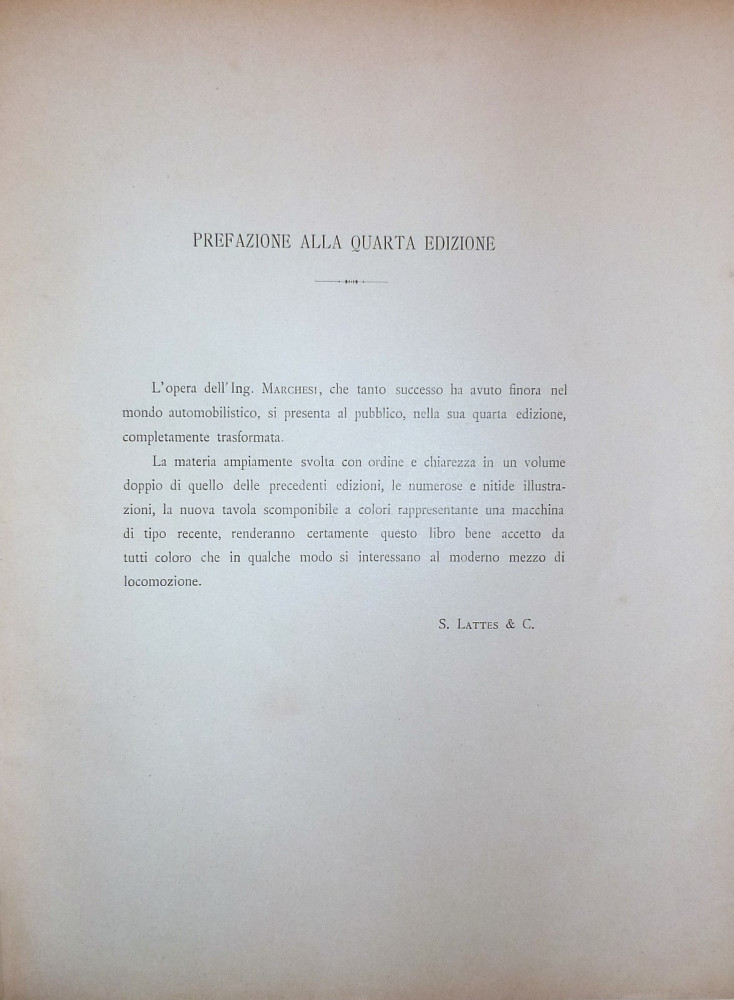 PREFAZIONE ALLA QUARTA EDIZIONE
L'opera dell'Ing. MARCHESI, che tanto successo ha avuto finora nel
mondo automobilistico, si presenta al pubblico, nella sua quarta edizione,
completamente trasformata.
La materia ampiamente svolta con ordine e chiarezza in un volume
doppio di quello delle precedenti edizioni, le numerose e nitide illustra-
zioni, la nuova tavola scomponibile a colori rappresentante una macchina
di tipo recente, renderanno certamente questo libro bene accetto da
tutti coloro che in qualche modo si interessano al moderno mezzo di
locomozione.
S. LATTES & C.